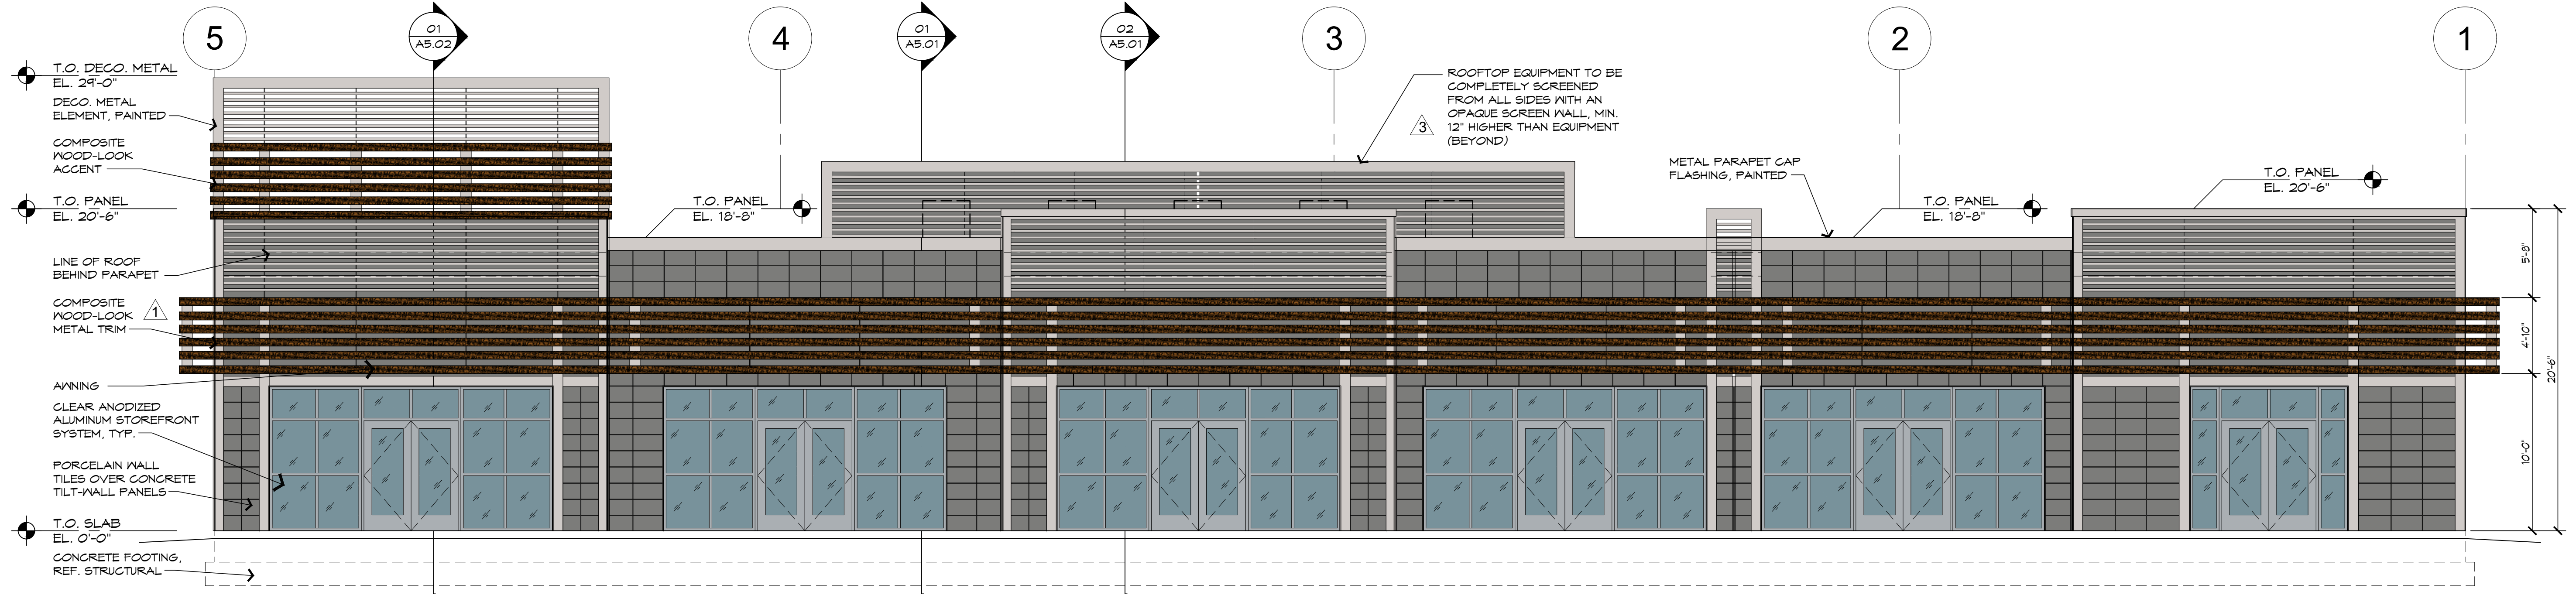 5
01
A5.02
4
01
A5.01
02
A5.01
3
2
1
T.O. DECO. METAL
EL. 29'-0"
DECO. METAL
ELEMENT, PAINTED
COMPOSITE
WOOD-LOOK
ACCENT
T.O. PANEL
EL. 20'-6"
LINE OF ROOF
BEHIND PARAPET
COMPOSITE
WOOD-LOOK
METAL TRIM
1
AWNING
CLEAR ANODIZED
ALUMINUM STOREFRONT
SYSTEM, TYP.
PORCELAIN WALL
TILES OVER CONCRETE
TILT-WALL PANELS
T.O. SLAB
EL. 0'-0"
CONCRETE FOOTING,
REF. STRUCTURAL
T.O. PANEL
EL. 18'-8"
ROOFTOP EQUIPMENT TO BE
COMPLETELY SCREENED
FROM ALL SIDES WITH AN
OPAQUE SCREEN WALL, MIN.
12" HIGHER THAN EQUIPMENT
(BEYOND)
3
METAL PARAPET CAP
FLASHING, PAINTED
T.O. PANEL
EL. 18'-8"
T.O. PANEL
EL. 20'-6"
5'-8"
4'-10"
10'-0"
20'-6"